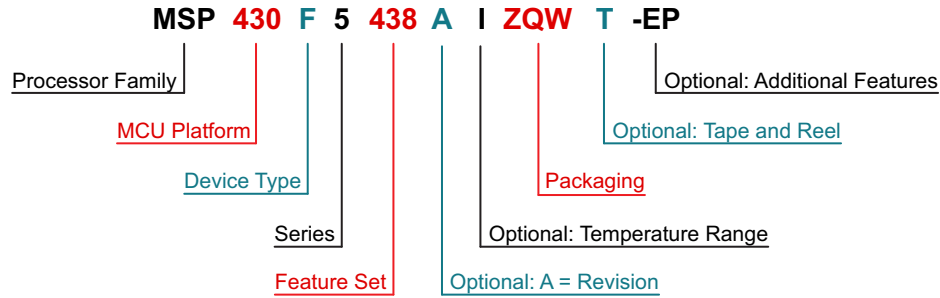 MSP 430 F 5 438 A I ZQW T -EP
Processor Family
Optional: Additional Features
MCU Platform
Optional: Tape and Reel
Device Type
Packaging
Series
Optional: Temperature Range
Feature Set
Optional: A = Revision